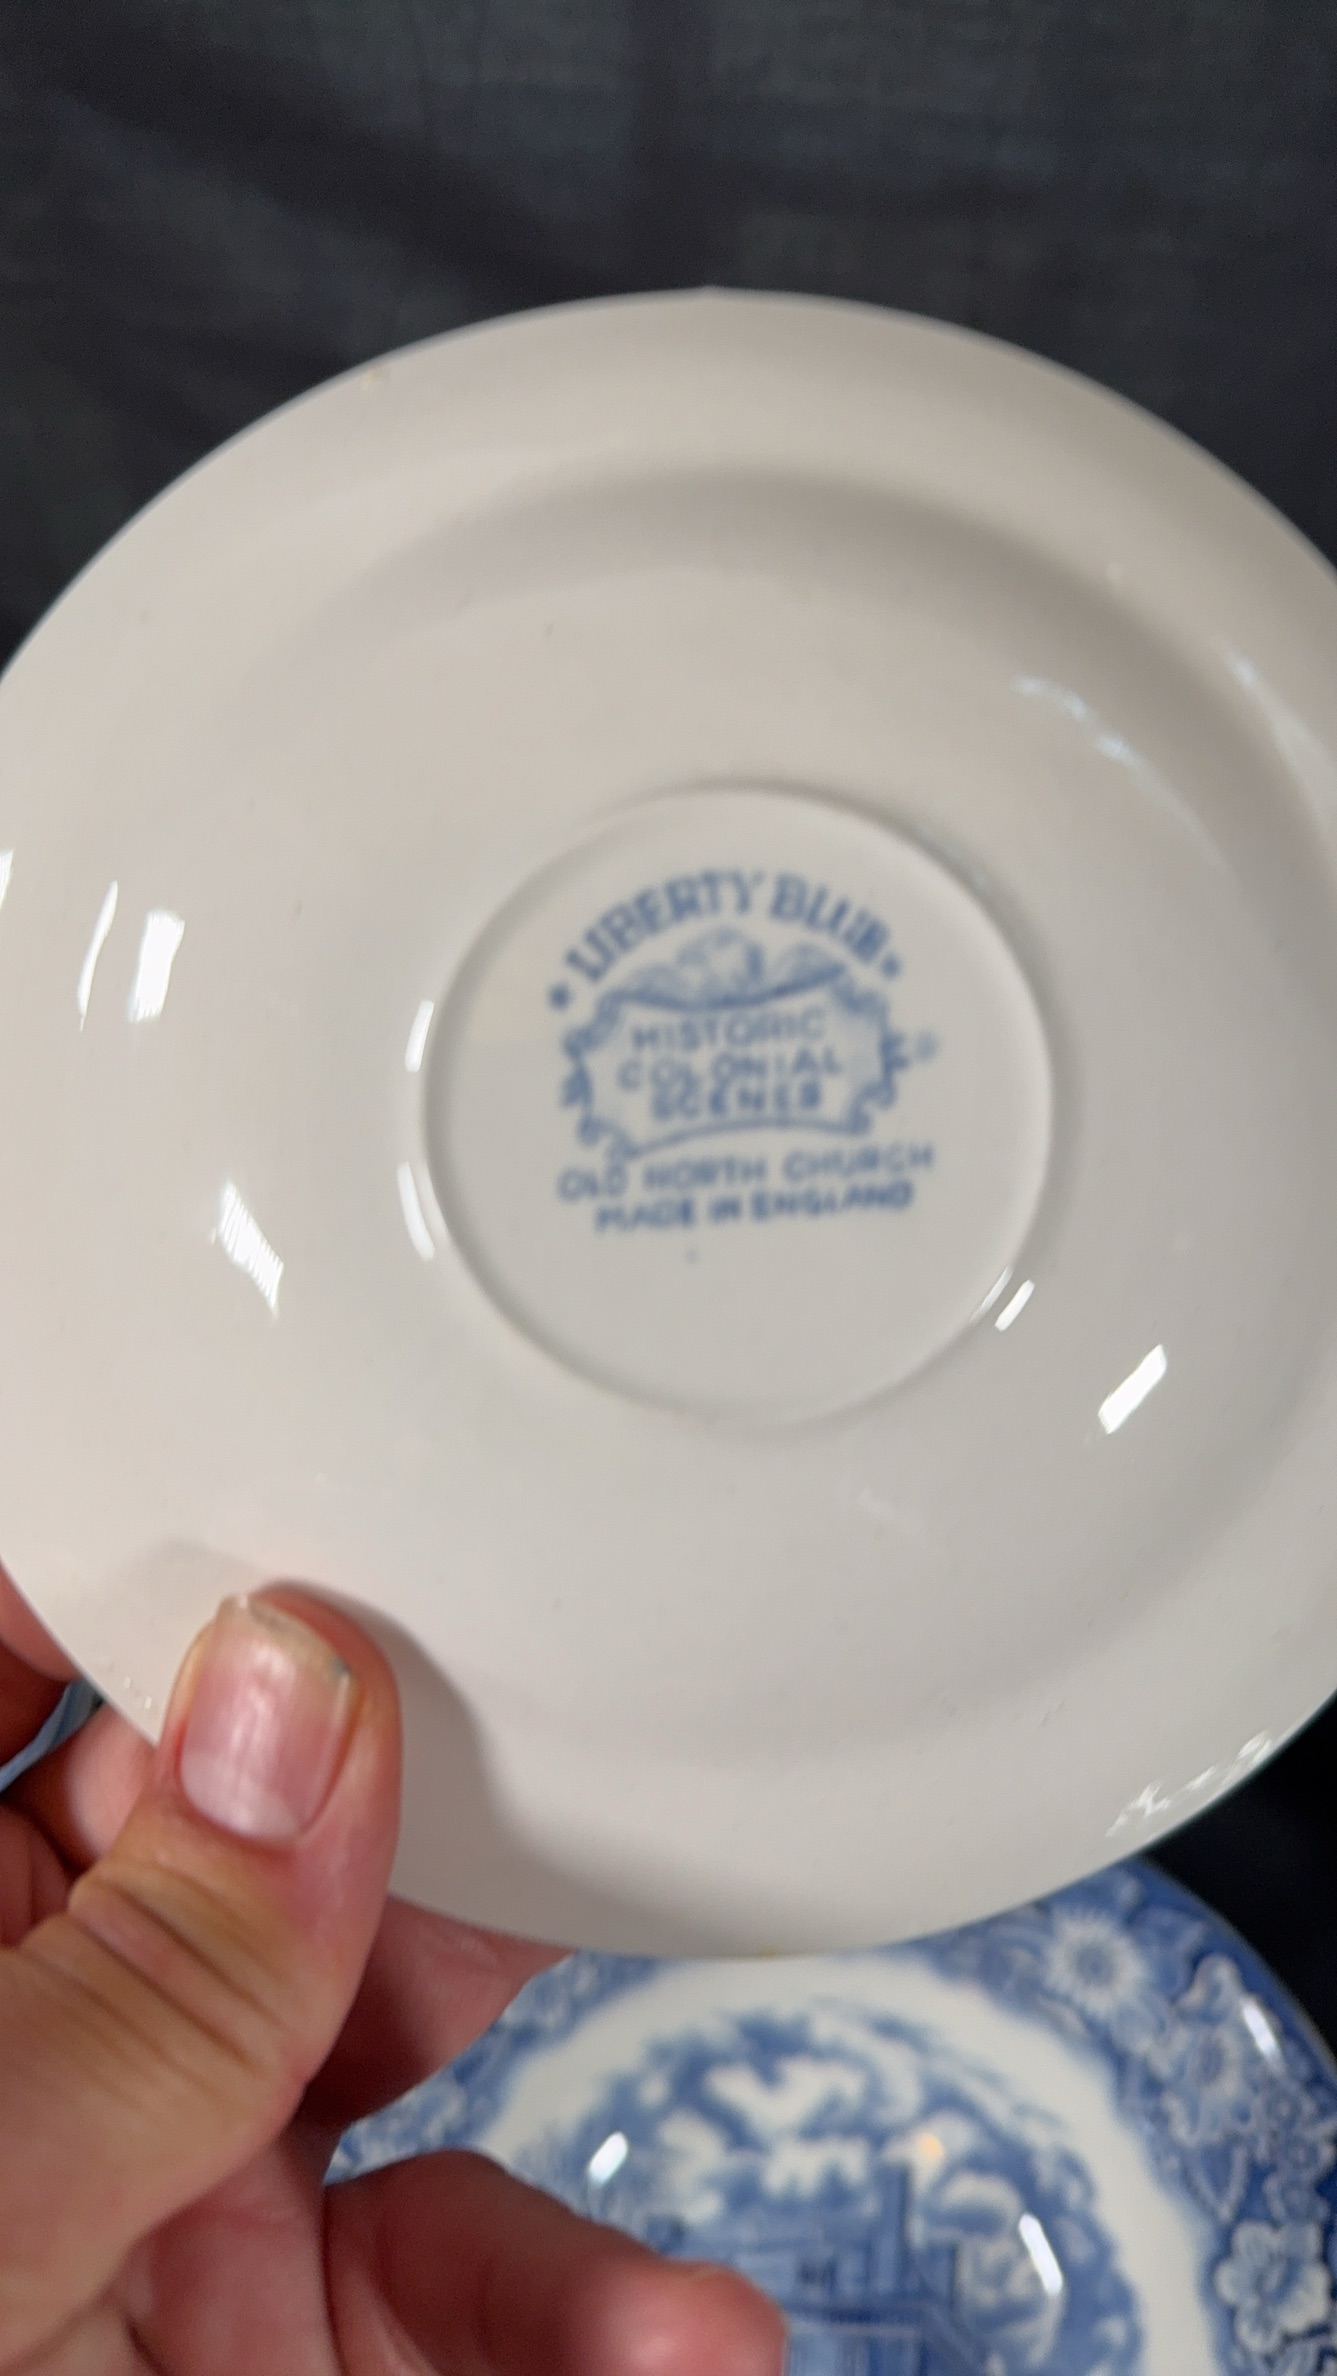 ★ LIBERTY BLUE ★
HISTORIC
COLONIAL
SCENES
OLD NORTH CHURCH
MADE IN ENGLAND